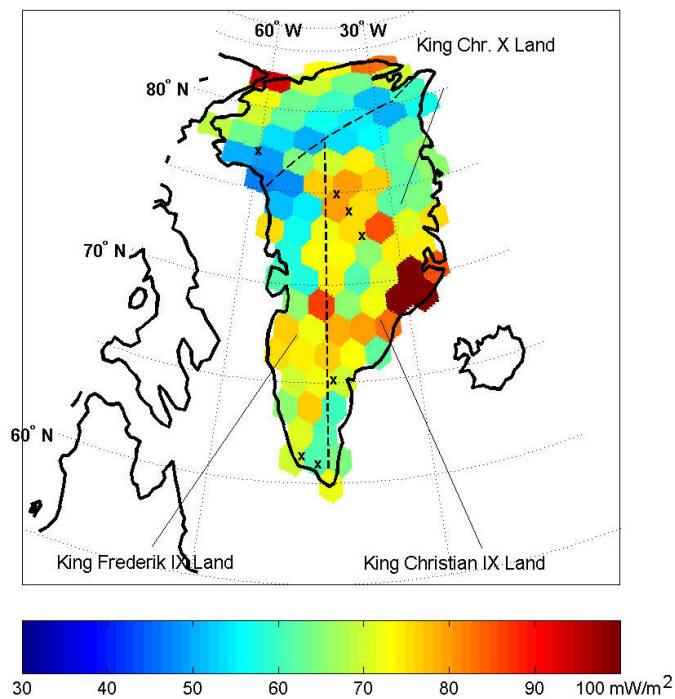 60° W 30° W
King Chr. X Land
80° N
70° N
60° N
x
x
x
x
x
x x
King Frederik IX Land King Christian IX Land
30 40 50 60 70 80 90 100 mW/m²